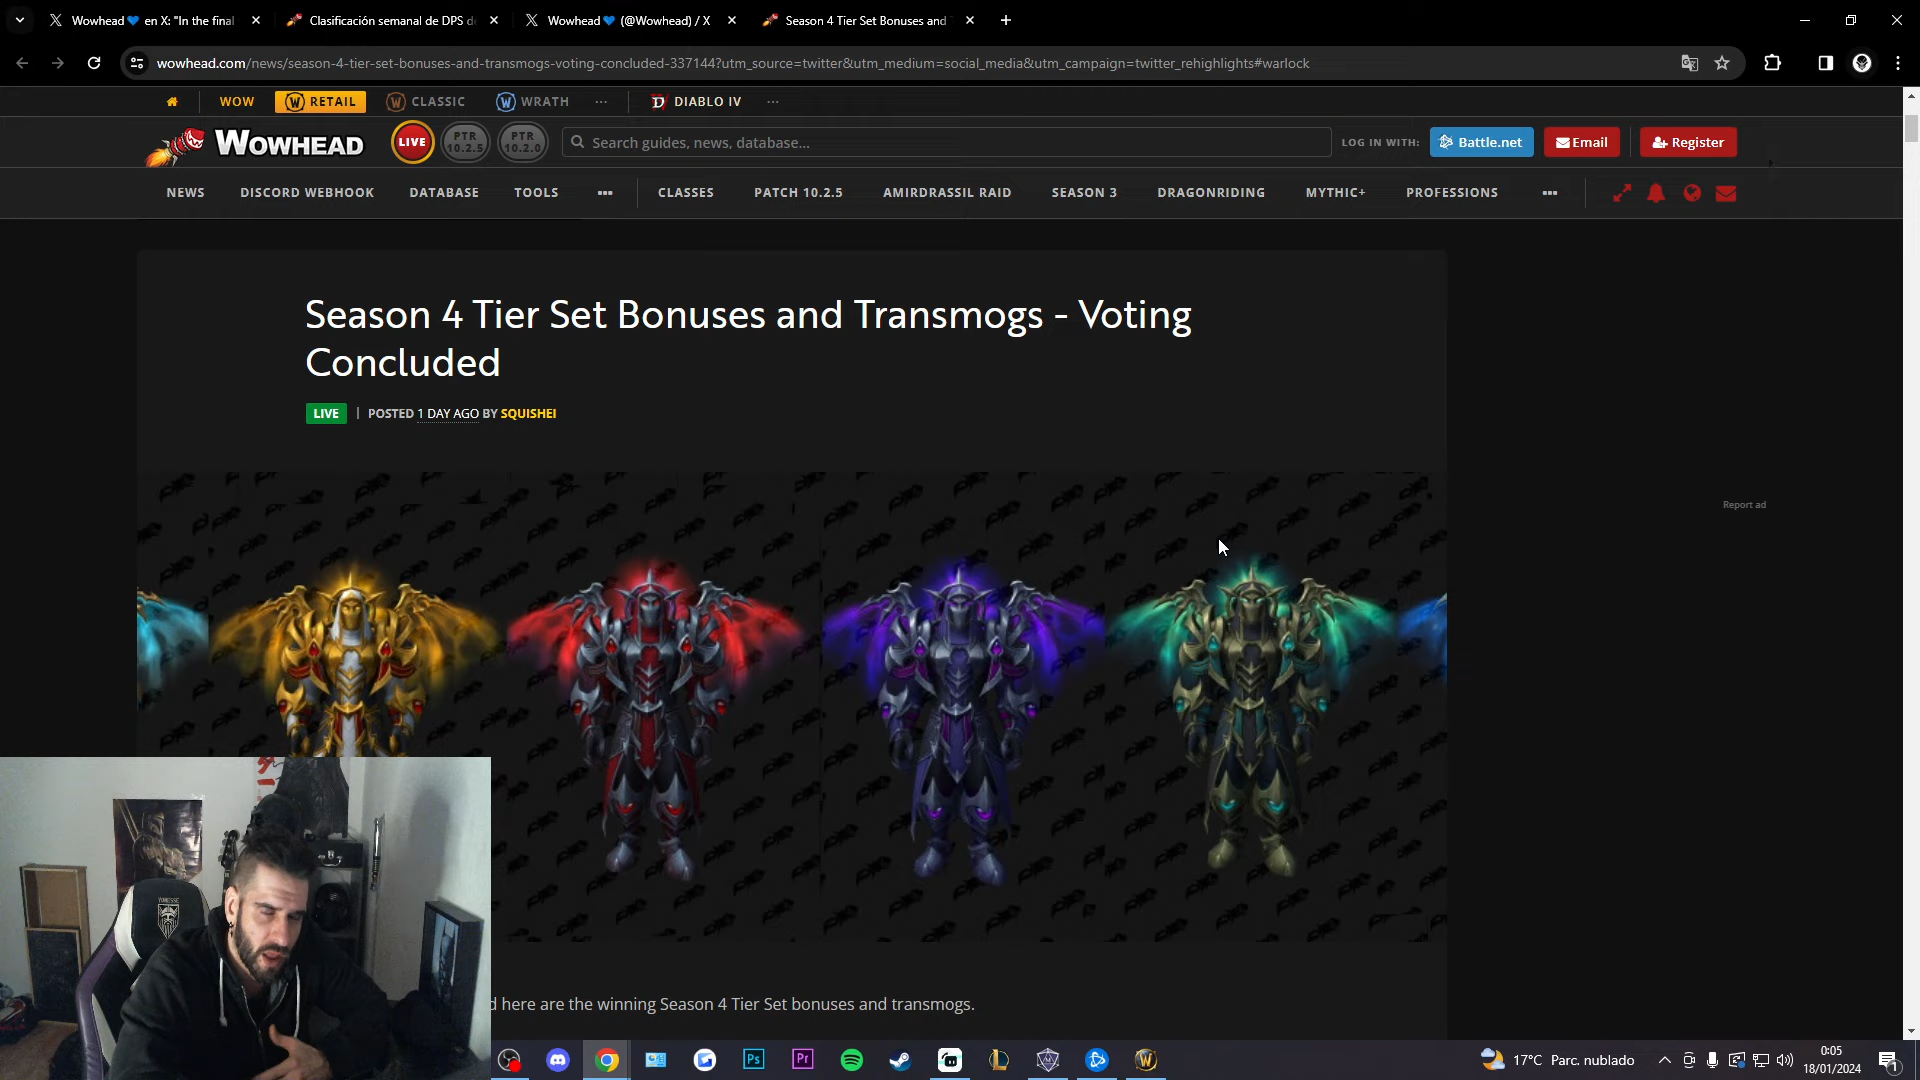 Wowhead💙 en X: "In the final
Clasificación semanal de DPS de
Wowhead💙 (@Wowhead) / X
Season 4 Tier Set Bonuses and T
wowhead.com/news/season-4-tier-set-bonuses-and-transmogs-voting-concluded-337144?utm_source=twitter&utm_medium=social_media&utm_campaign=twitter_rehighlights#warlock
WOW RETAIL CLASSIC WRATH ... DIABLO IV ...
WOWHEAD
LIVE
PTR 10.2.5
PTR 10.2.0
Search guides, news, database...
LOG IN WITH: Battle.net Email Register
NEWS DISCORD WEBHOOK DATABASE TOOLS ... CLASSES PATCH 10.2.5 AMIRDRASSIL RAID SEASON 3 DRAGONRIDING MYTHIC+ PROFESSIONS ...
Season 4 Tier Set Bonuses and Transmogs - Voting
Concluded
LIVE | POSTED 1 DAY AGO BY SQUISHEI
Report ad
d here are the winning Season 4 Tier Set bonuses and transmogs.
Ps
Pr
17°C Parc. nublado
0:05
18/01/2024
1